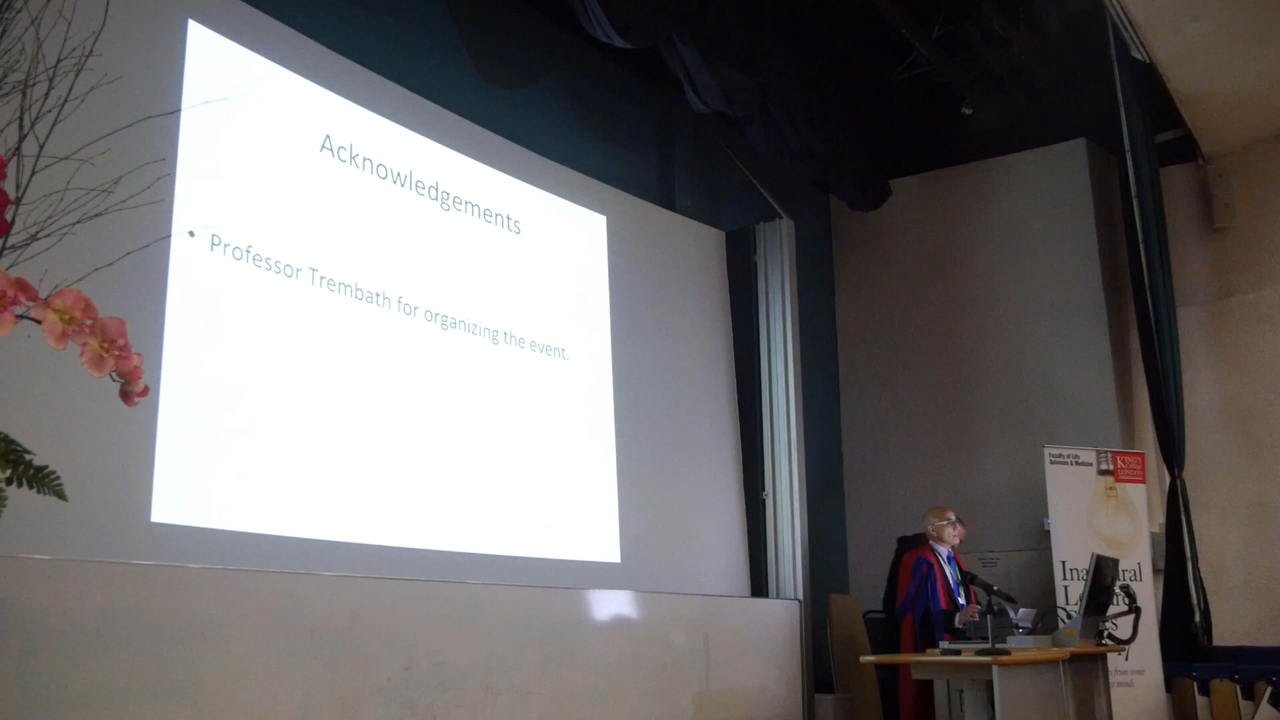 Acknowledgements
• Professor Trembath for organizing the event.
Faculty of Life
Sciences & Medicine
KING'S
College
LONDON